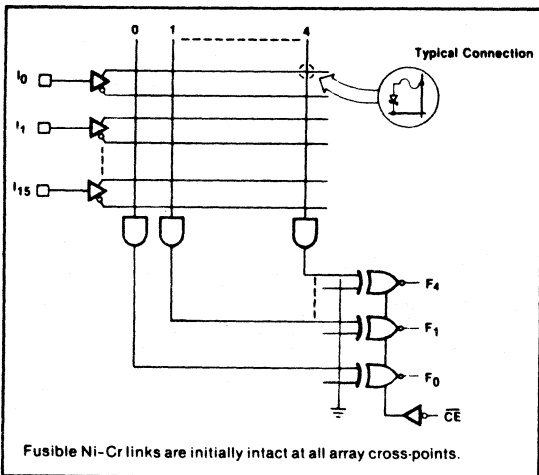 0 1 4
Typical Connection
I0
I1
I15
F4
F1
F0
CE
Fusible Ni-Cr links are initially intact at all array cross-points.